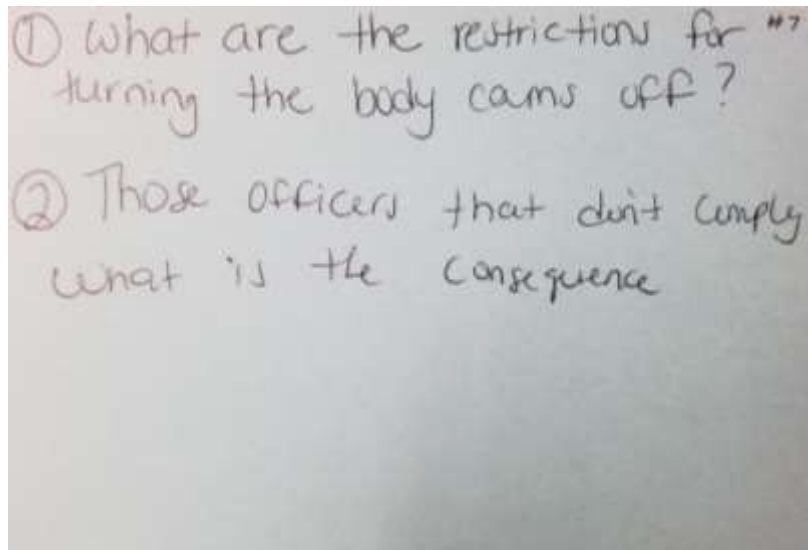 ① What are the restrictions for #7
turning the body cams off?
② Those officers that don't comply
what is the consequence